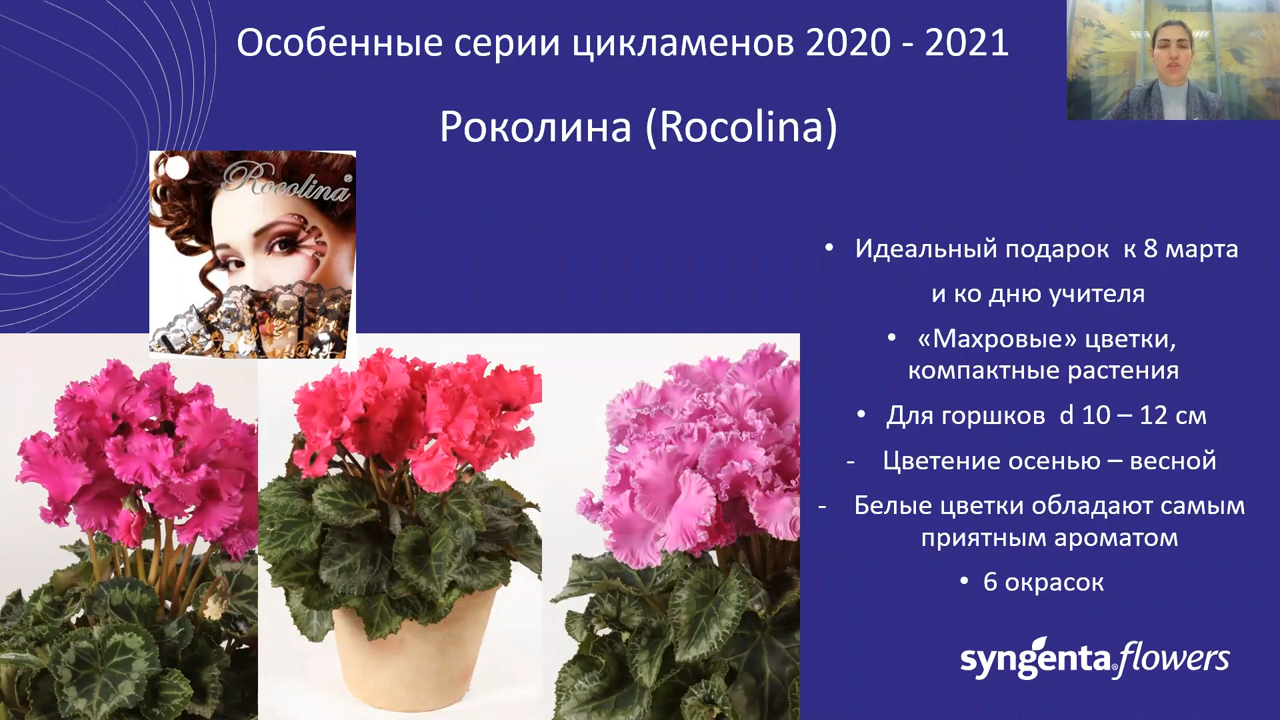 Особенные серии цикламенов 2020 - 2021
Роколина (Rocolina)
Rocolina®
• Идеальный подарок к 8 марта
и ко дню учителя
• «Махровые» цветки,
компактные растения
• Для горшков d 10 – 12 см
- Цветение осенью – весной
- Белые цветки обладают самым
приятным ароматом
• 6 окрасок
syngenta® flowers